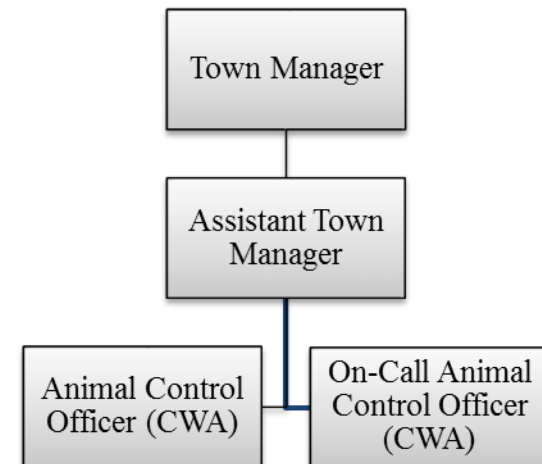 Town Manager
Assistant Town
Manager
Animal Control
Officer (CWA)
On-Call Animal
Control Officer
(CWA)